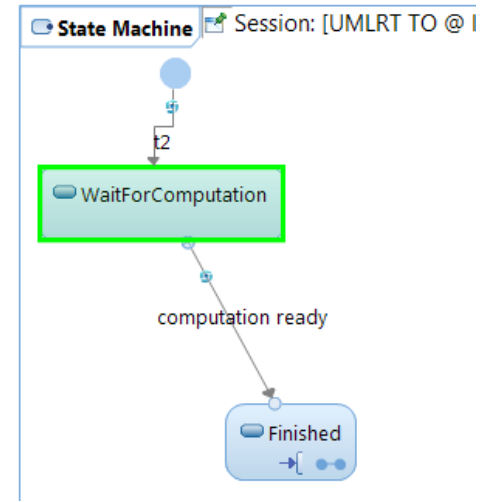 State Machine
Session: [UMLRT TO @
t2
WaitForComputation
computation ready
Finished